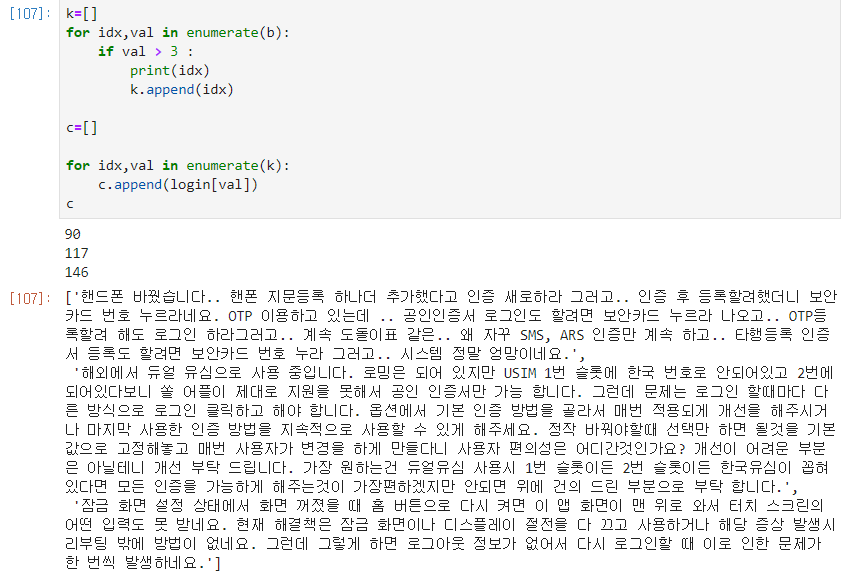 [107]: k=[]
for idx,val in enumerate(b):
    if val > 3 :
        print(idx)
        k.append(idx)

c=[]

for idx,val in enumerate(k):
    c.append(login[val])
c
90
117
146
[107]: ['핸드폰 바꿨습니다.. 핸폰 지문등록 하나더 추가했다고 인증 새로하라 그러고.. 인증 후 등록할려했더니 보안
카드 번호 누르라네요. OTP 이용하고 있는데 .. 공인인증서 로그인도 할려면 보안카드 누르라 나오고.. OTP등
록할려 해도 로그인 하라그러고.. 계속 도돌이표 같은.. 왜 자꾸 SMS, ARS 인증만 계속 하고.. 타행등록 인증
서 등록도 할려면 보안카드 번호 누라 그러고.. 시스템 정말 엉망이네요.',
'해외에서 듀얼 유심으로 사용 중입니다. 로밍은 되어 있지만 USIM 1번 슬롯에 한국 번호로 안되어있고 2번에
되어있다보니 쏠 어플이 제대로 지원을 못해서 공인 인증서만 가능 합니다. 그런데 문제는 로그인 할때마다 다
른 방식으로 로그인 클릭하고 해야 합니다. 옵션에서 기본 인증 방법을 골라서 매번 적용되게 개선을 해주시거
나 마지막 사용한 인증 방법을 지속적으로 사용할 수 있게 해주세요. 정작 바꿔야할때 선택만 하면 될것을 기본
값으로 고정해놓고 매번 사용자가 변경을 하게 만들다니 사용자 편의성은 어디간것인가요? 개선이 어려운 부분
은 아닐테니 개선 부탁 드립니다. 가장 원하는건 듀얼유심 사용시 1번 슬롯이든 2번 슬롯이든 한국유심이 꼽혀
있다면 모든 인증을 가능하게 해주는것이 가장편하겠지만 안되면 위에 건의 드린 부분으로 부탁 합니다.',
'잠금 화면 설정 상태에서 화면 꺼졌을 때 홈 버튼으로 다시 켜면 이 앱 화면이 맨 위로 와서 터치 스크린의
어떤 입력도 못 받네요. 현재 해결책은 잠금 화면이나 디스플레이 절전을 다 끄고 사용하거나 해당 증상 발생시
리부팅 밖에 방법이 없네요. 그런데 그렇게 하면 로그아웃 정보가 없어서 다시 로그인할 때 이로 인한 문제가
한 번씩 발생하네요.']